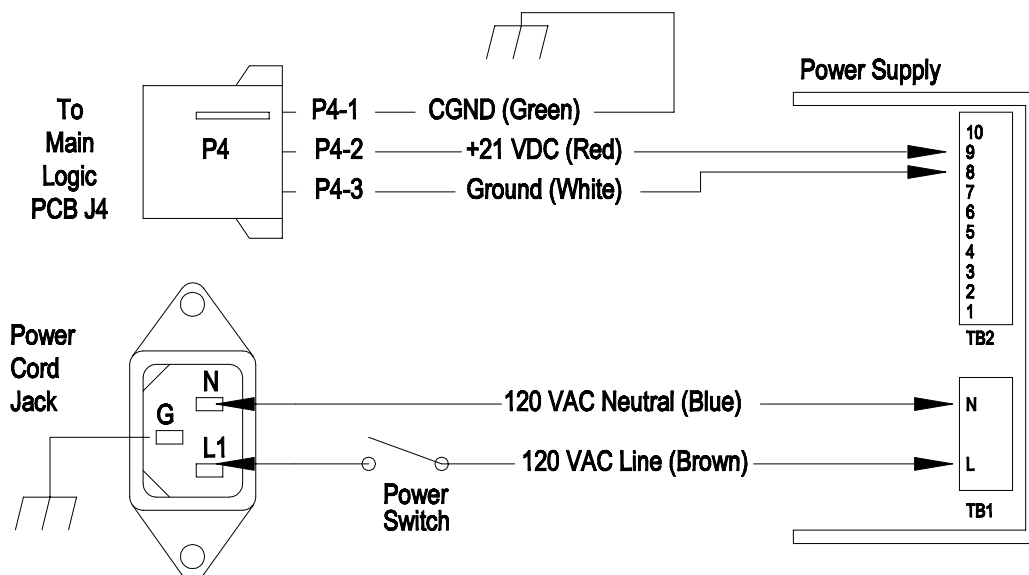 To
Main
Logic
PCB J4
P4
P4-1
CGND (Green)
P4-2
+21 VDC (Red)
P4-3
Ground (White)
Power Supply
10
9
8
7
6
5
4
3
2
1
TB2
Power
Cord
Jack
N
G
L1
120 VAC Neutral (Blue)
120 VAC Line (Brown)
Power
Switch
N
L
TB1